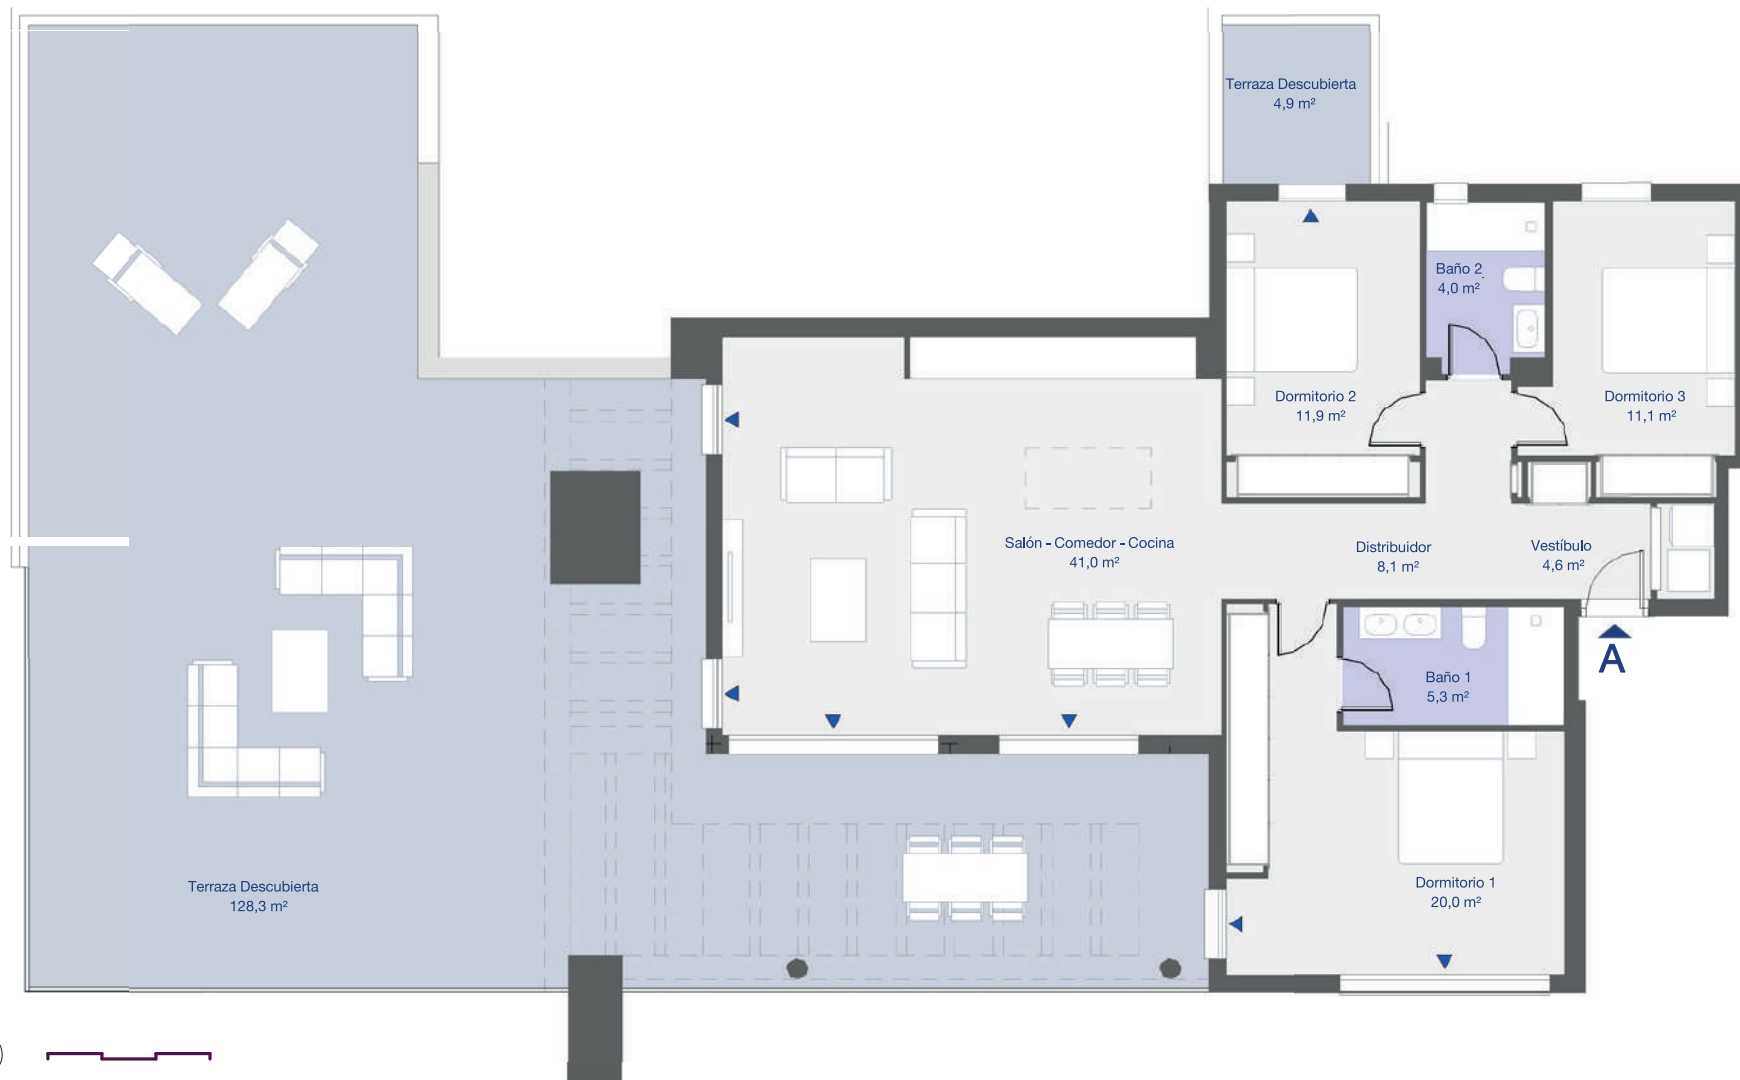 Terraza Descubierta
4,9 m²
Baño 2
4,0 m²
Dormitorio 2
11,9 m²
Dormitorio 3
11,1 m²
Salón - Comedor - Cocina
41,0 m²
Distribuidor
8,1 m²
Vestíbulo
4,6 m²
A
Baño 1
5,3 m²
Terraza Descubierta
128,3 m²
Dormitorio 1
20,0 m²